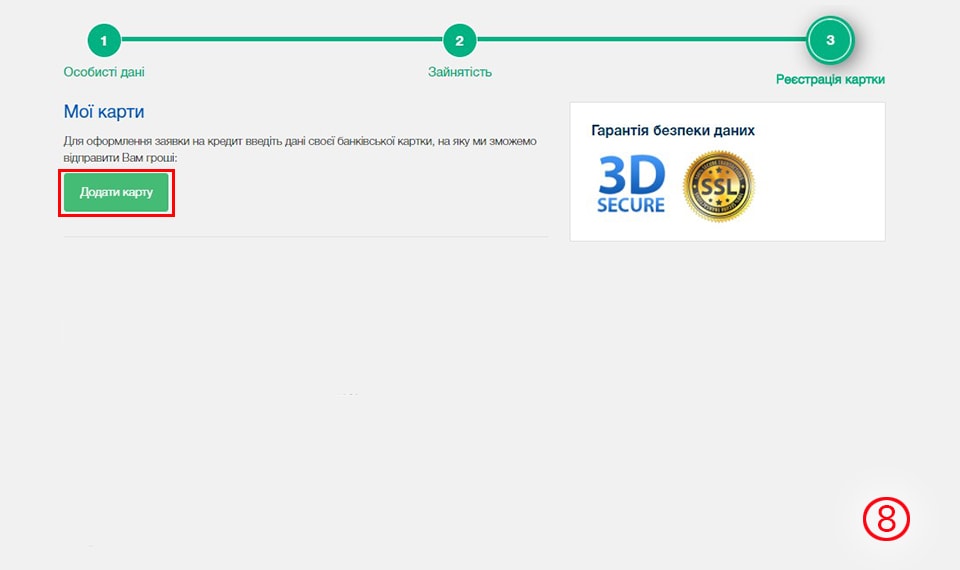 1
2
3
Особисті дані
Зайнятість
Реєстрація картки
Мої карти
Для оформлення заявки на кредит введіть дані своєї банківської картки, на яку ми зможемо
відправити Вам гроші:
Додати карту
Гарантія безпеки даних
3D
SECURE
SSL
8